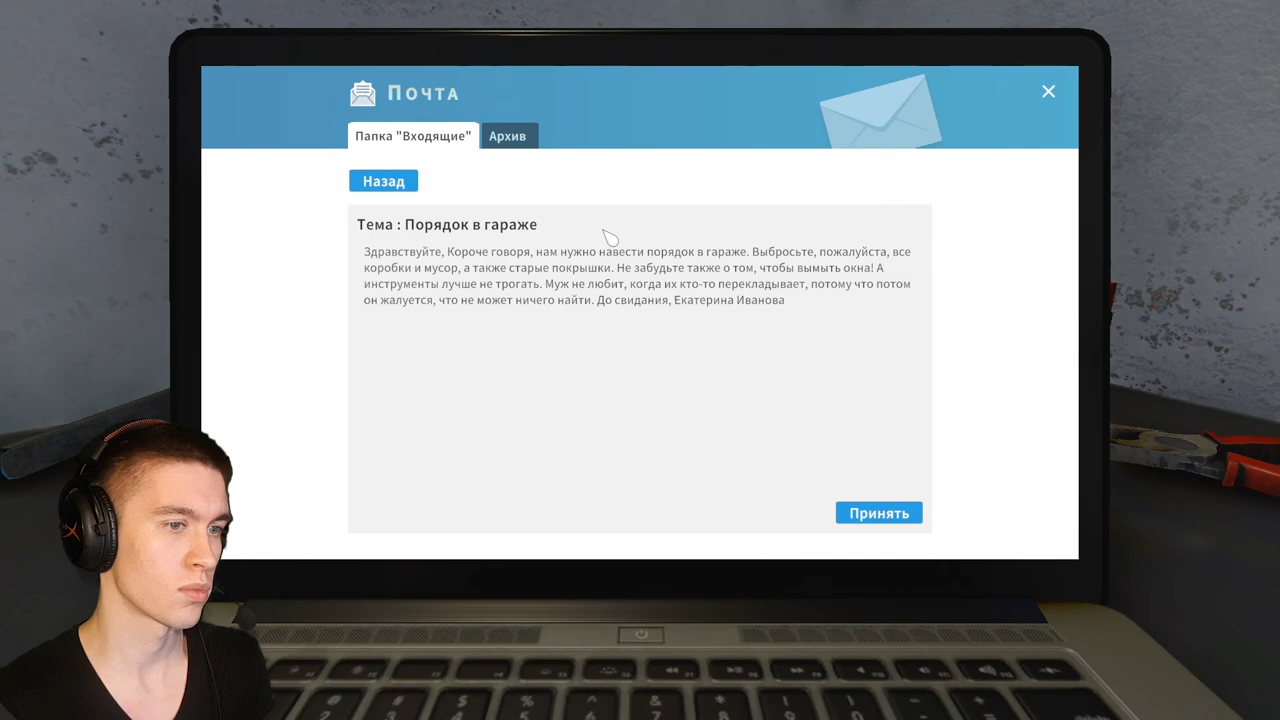 Почта
Папка "Входящие"
Архив
Назад
Тема : Порядок в гараже
Здравствуйте, Короче говоря, нам нужно навести порядок в гараже. Выбросьте, пожалуйста, все
коробки и мусор, а также старые покрышки. Не забудьте также о том, чтобы вымыть окна! А
инструменты лучше не трогать. Муж не любит, когда их кто-то перекладывает, потому что потом
он жалуется, что не может ничего найти. До свидания, Екатерина Иванова
Принять